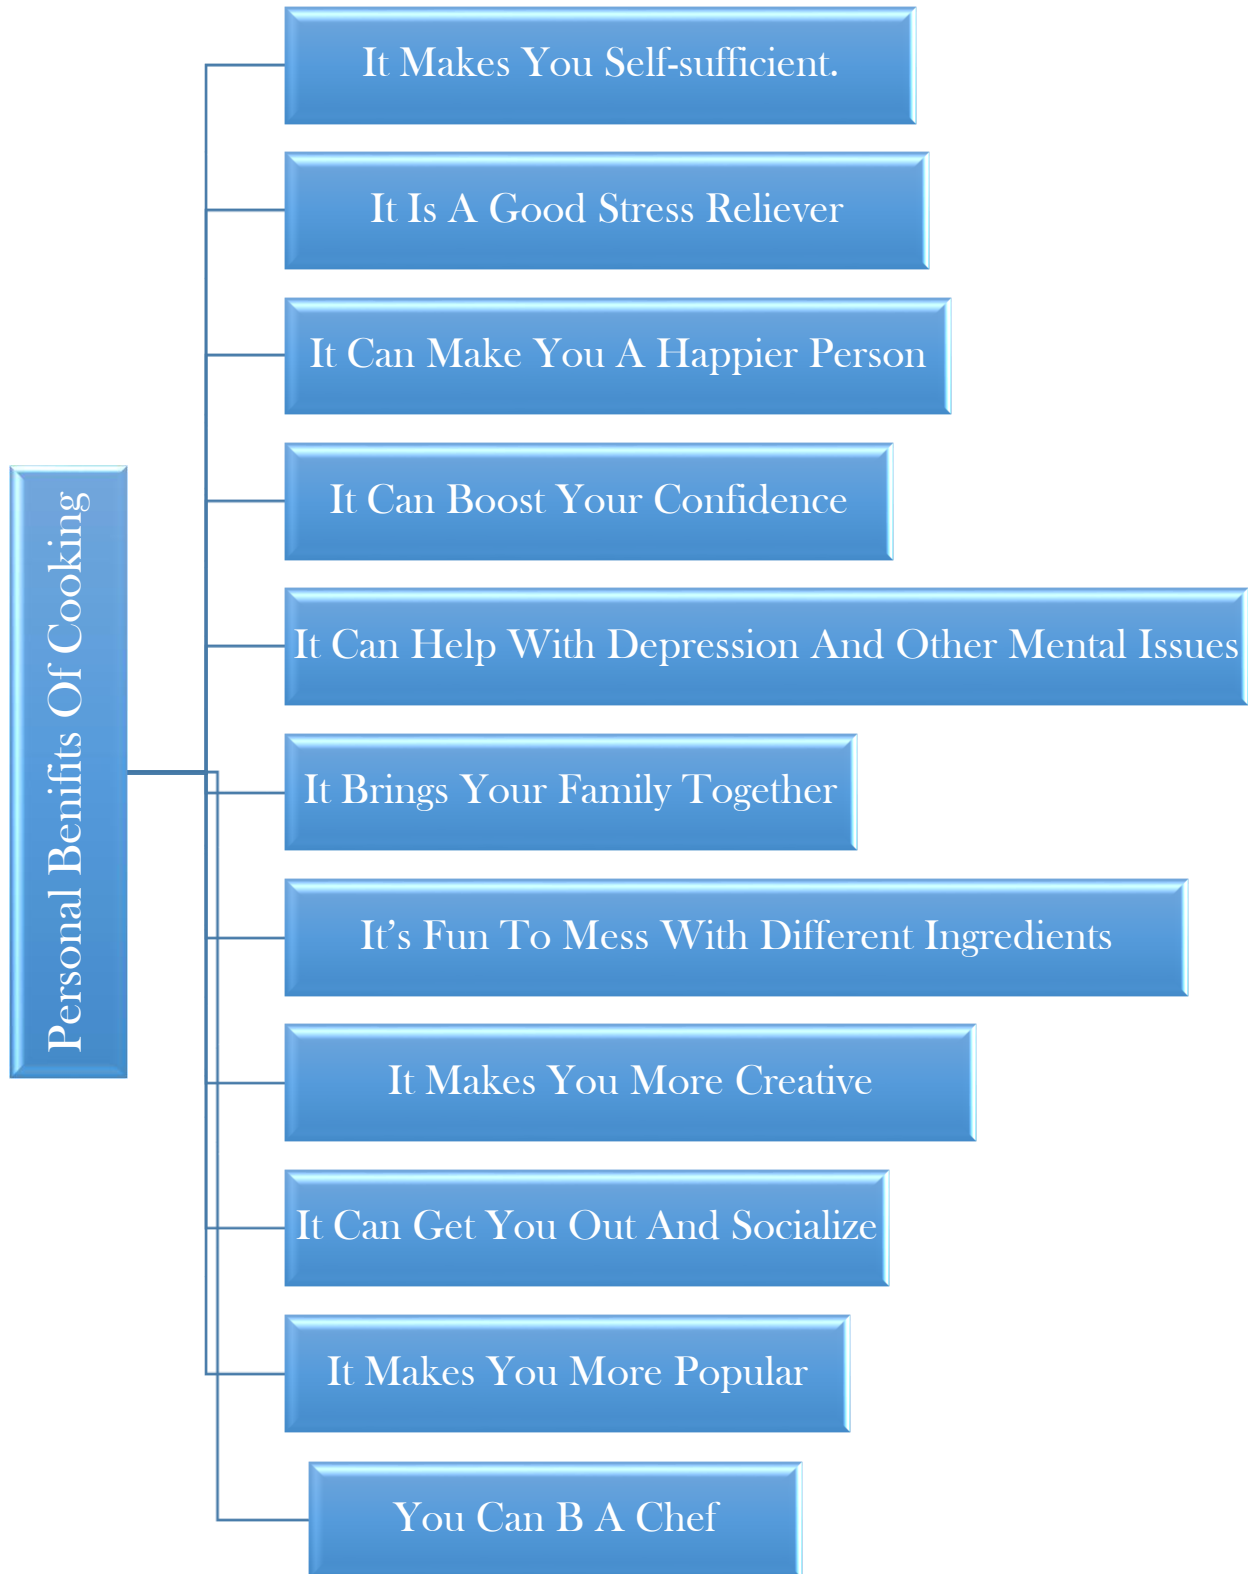 Personal Benifits Of Cooking
It Makes You Self-sufficient.
It Is A Good Stress Reliever
It Can Make You A Happier Person
It Can Boost Your Confidence
It Can Help With Depression And Other Mental Issues
It Brings Your Family Together
It’s Fun To Mess With Different Ingredients
It Makes You More Creative
It Can Get You Out And Socialize
It Makes You More Popular
You Can B A Chef